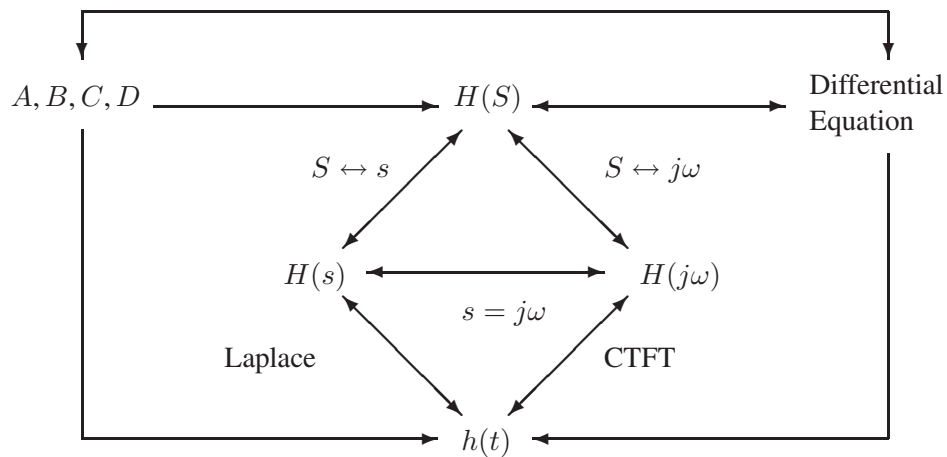 A, B, C, D
H(S)
Differential
Equation
S ↔ s
S ↔ jω
H(s)
H(jω)
s = jω
Laplace
CTFT
h(t)